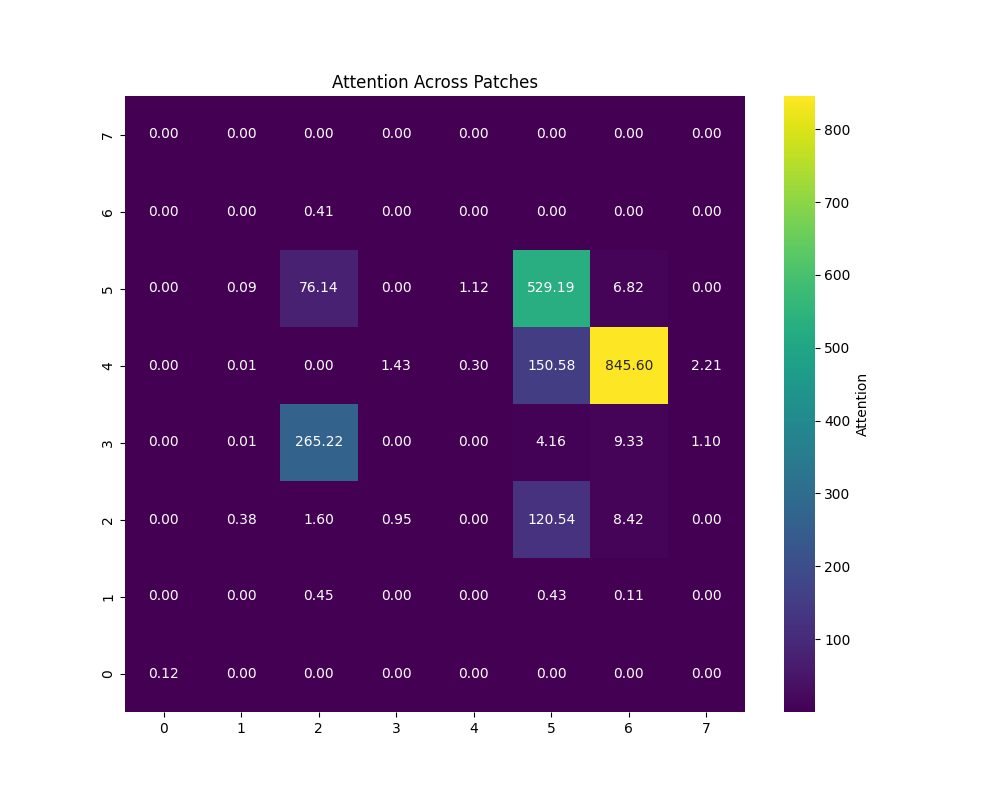 Attention Across Patches
7 0.00 0.00 0.00 0.00 0.00 0.00 0.00 0.00
6 0.00 0.00 0.41 0.00 0.00 0.00 0.00 0.00
5 0.00 0.09 76.14 0.00 1.12 529.19 6.82 0.00
4 0.00 0.01 0.00 1.43 0.30 150.58 845.60 2.21
3 0.00 0.01 265.22 0.00 0.00 4.16 9.33 1.10
2 0.00 0.38 1.60 0.95 0.00 120.54 8.42 0.00
1 0.00 0.00 0.45 0.00 0.00 0.43 0.11 0.00
0 0.12 0.00 0.00 0.00 0.00 0.00 0.00 0.00
0 1 2 3 4 5 6 7
800
700
600
500
400
300
200
100
Attention